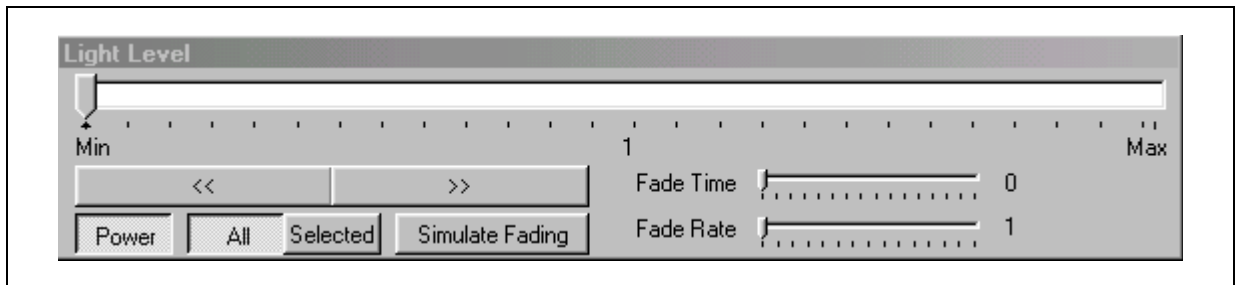 Light Level
Min 1 Max
<< >> Fade Time 0
Power All Selected Simulate Fading Fade Rate 1